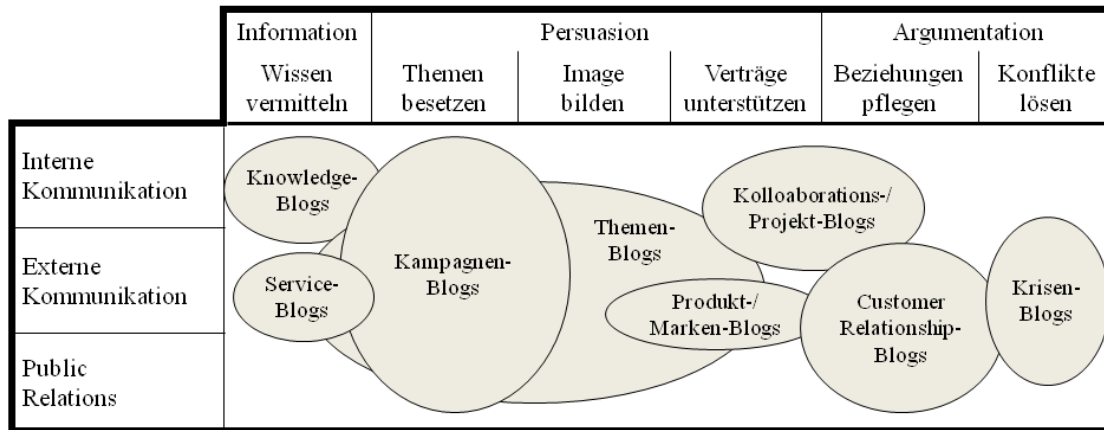 Information
Persuasion
Argumentation
Wissen
vermitteln
Themen
besetzen
Image
bilden
Verträge
unterstützen
Beziehungen
pflegen
Konflikte
lösen
Interne
Kommunikation
Externe
Kommunikation
Public
Relations
Knowledge-
Blogs
Service-
Blogs
Kampagnen-
Blogs
Themen-
Blogs
Kolloaborations-/
Projekt-Blogs
Produkt-/
Marken-Blogs
Customer
Relationship-
Blogs
Krisen-
Blogs